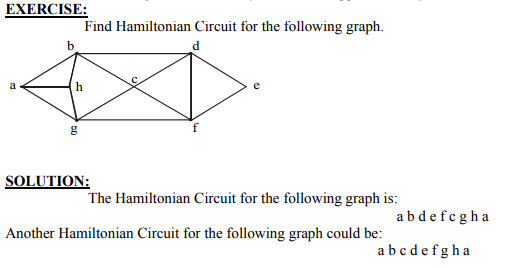 EXERCISE:
Find Hamiltonian Circuit for the following graph.
b d
a h c e
g f
SOLUTION:
The Hamiltonian Circuit for the following graph is:
a b d e f c g h a
Another Hamiltonian Circuit for the following graph could be:
a b c d e f g h a